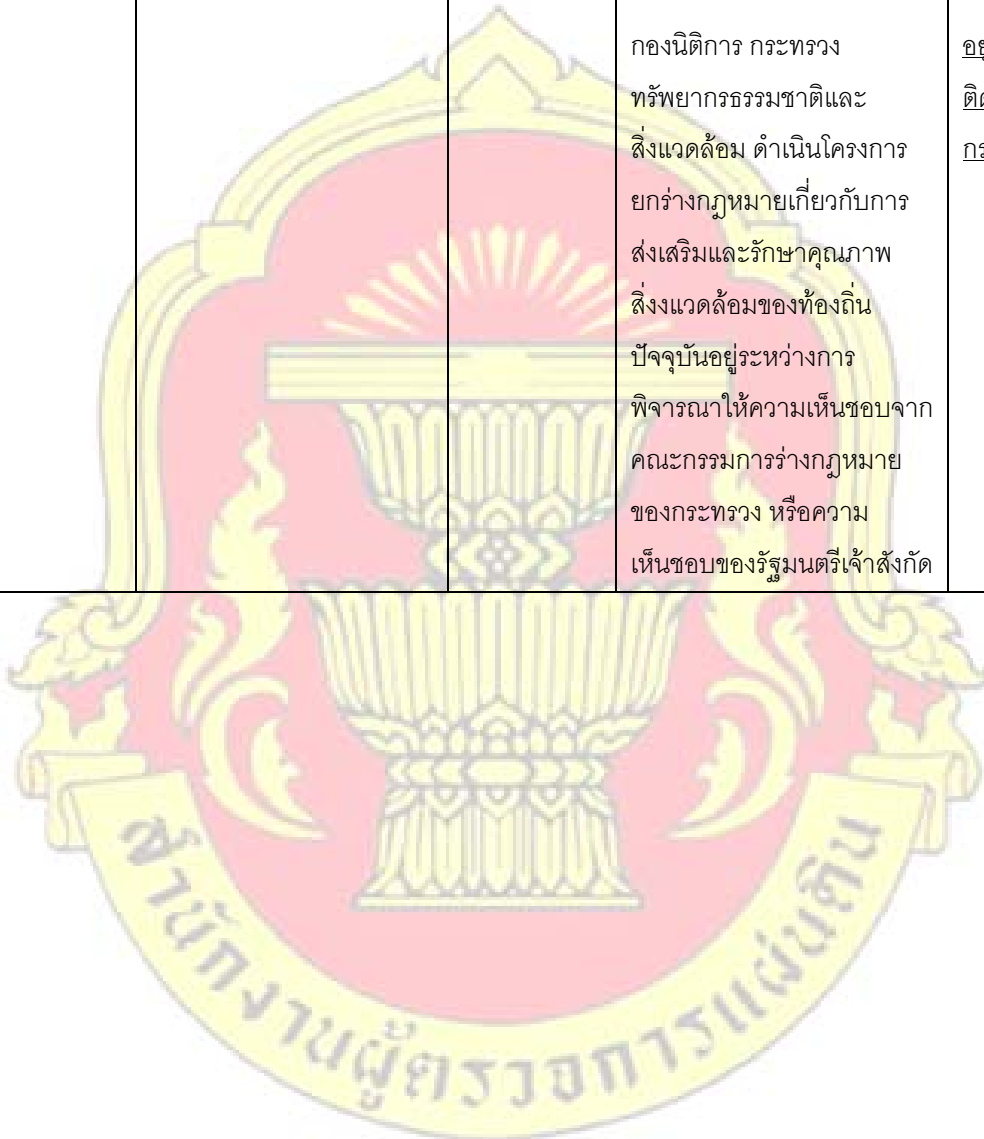 กองนิติการ กระทรวง
ทรัพยากรธรรมชาติและ
สิ่งแวดล้อม ดำเนินโครงการ
ยกร่างกฎหมายเกี่ยวกับการ
ส่งเสริมและรักษาคุณภาพ
สิ่งงแวดล้อมของท้องถิ่น
ปัจจุบันอยู่ระหว่างการ
พิจารณาให้ความเห็นชอบจาก
คณะกรรมการร่างกฎหมาย
ของกระทรวง หรือความ
เห็นชอบของรัฐมนตรีเจ้าสังกัด
สำนักงานผู้ตรวจการแผ่นดิน